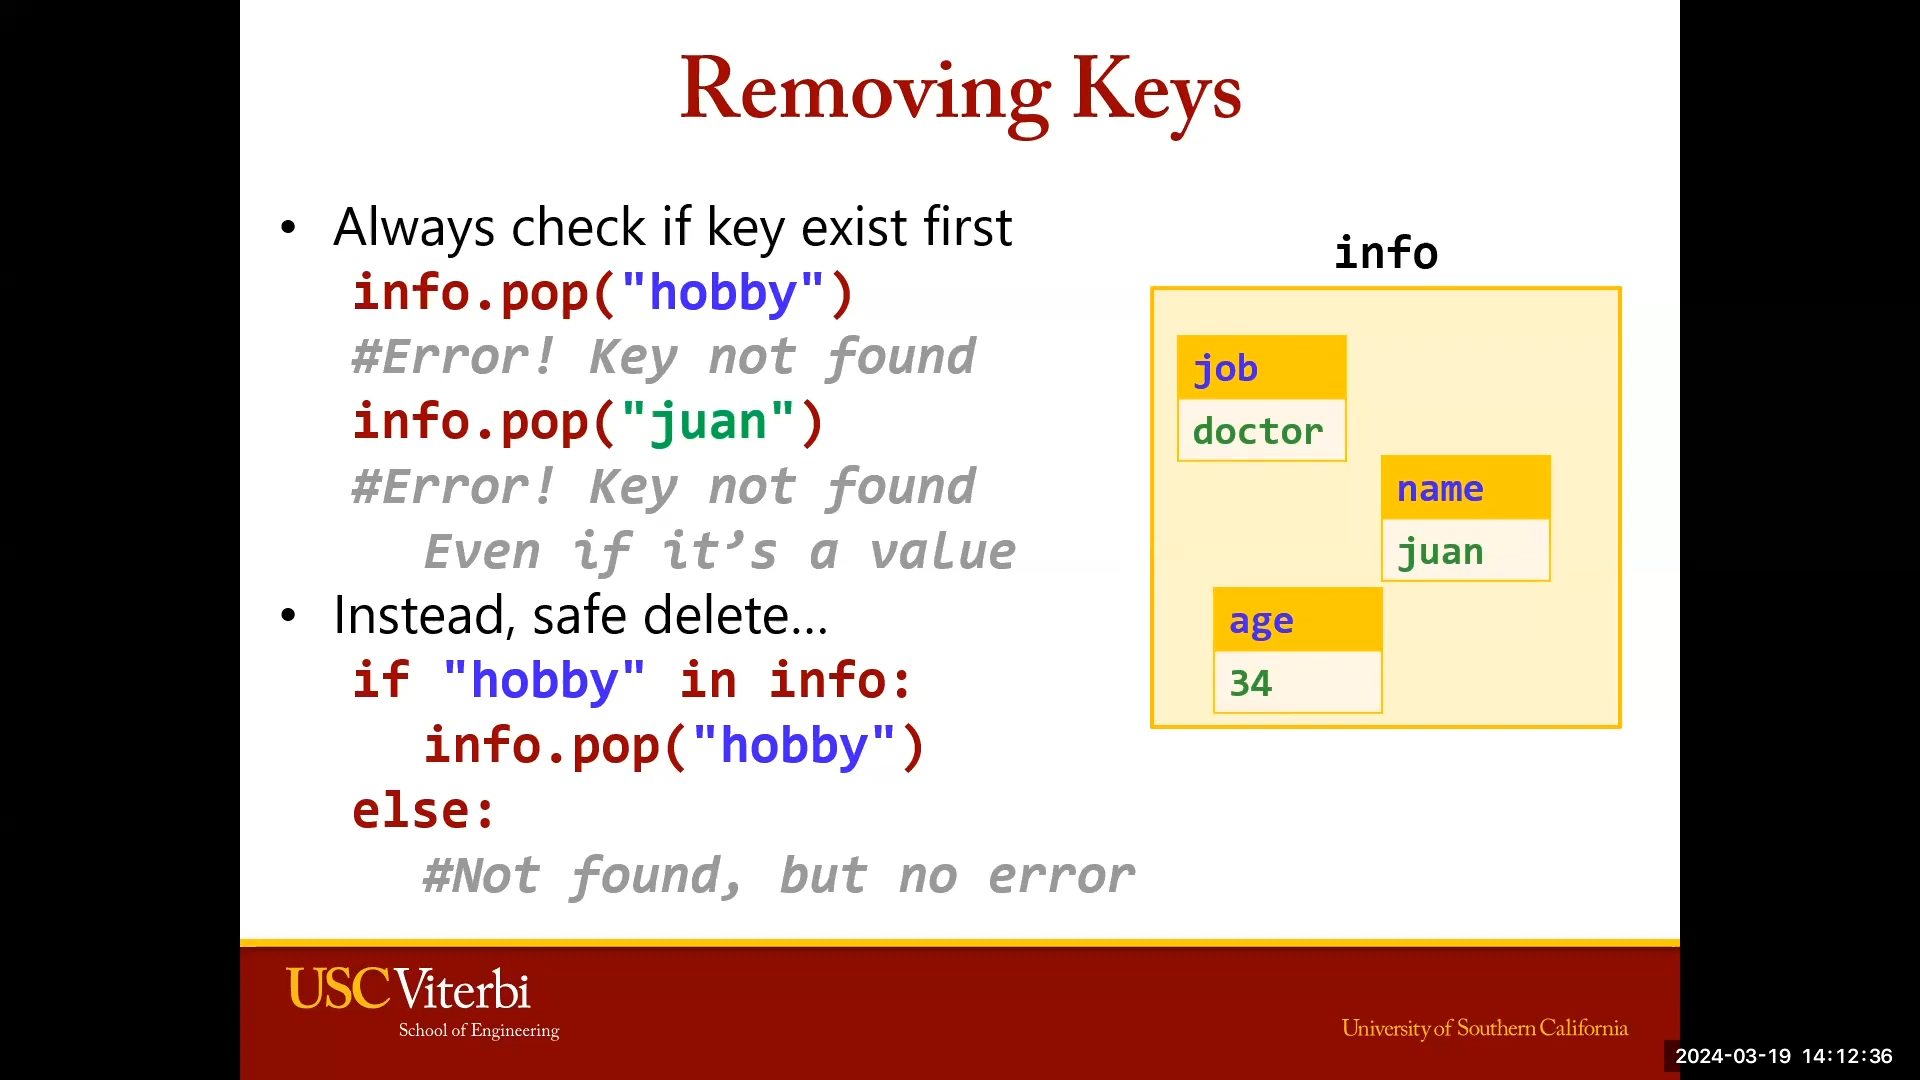 Removing Keys
• Always check if key exist first
info.pop("hobby")
#Error! Key not found
info.pop("juan")
#Error! Key not found
Even if it’s a value
• Instead, safe delete…
if "hobby" in info:
info.pop("hobby")
else:
#Not found, but no error
info
job
doctor
name
juan
age
34
USC Viterbi
School of Engineering
University of Southern California
2024-03-19 14:12:36